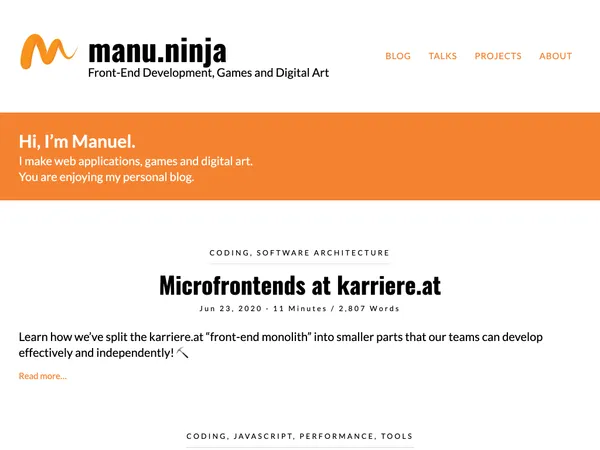 manu.ninja
Front-End Development, Games and Digital Art
BLOG TALKS PROJECTS ABOUT
Hi, I’m Manuel.
I make web applications, games and digital art.
You are enjoying my personal blog.
CODING, SOFTWARE ARCHITECTURE
Microfrontends at karriere.at
Jun 23, 2020 - 11 Minutes / 2,807 Words
Learn how we’ve split the karriere.at “front-end monolith” into smaller parts that our teams can develop
effectively and independently! ⛏️
Read more…
CODING, JAVASCRIPT, PERFORMANCE, TOOLS